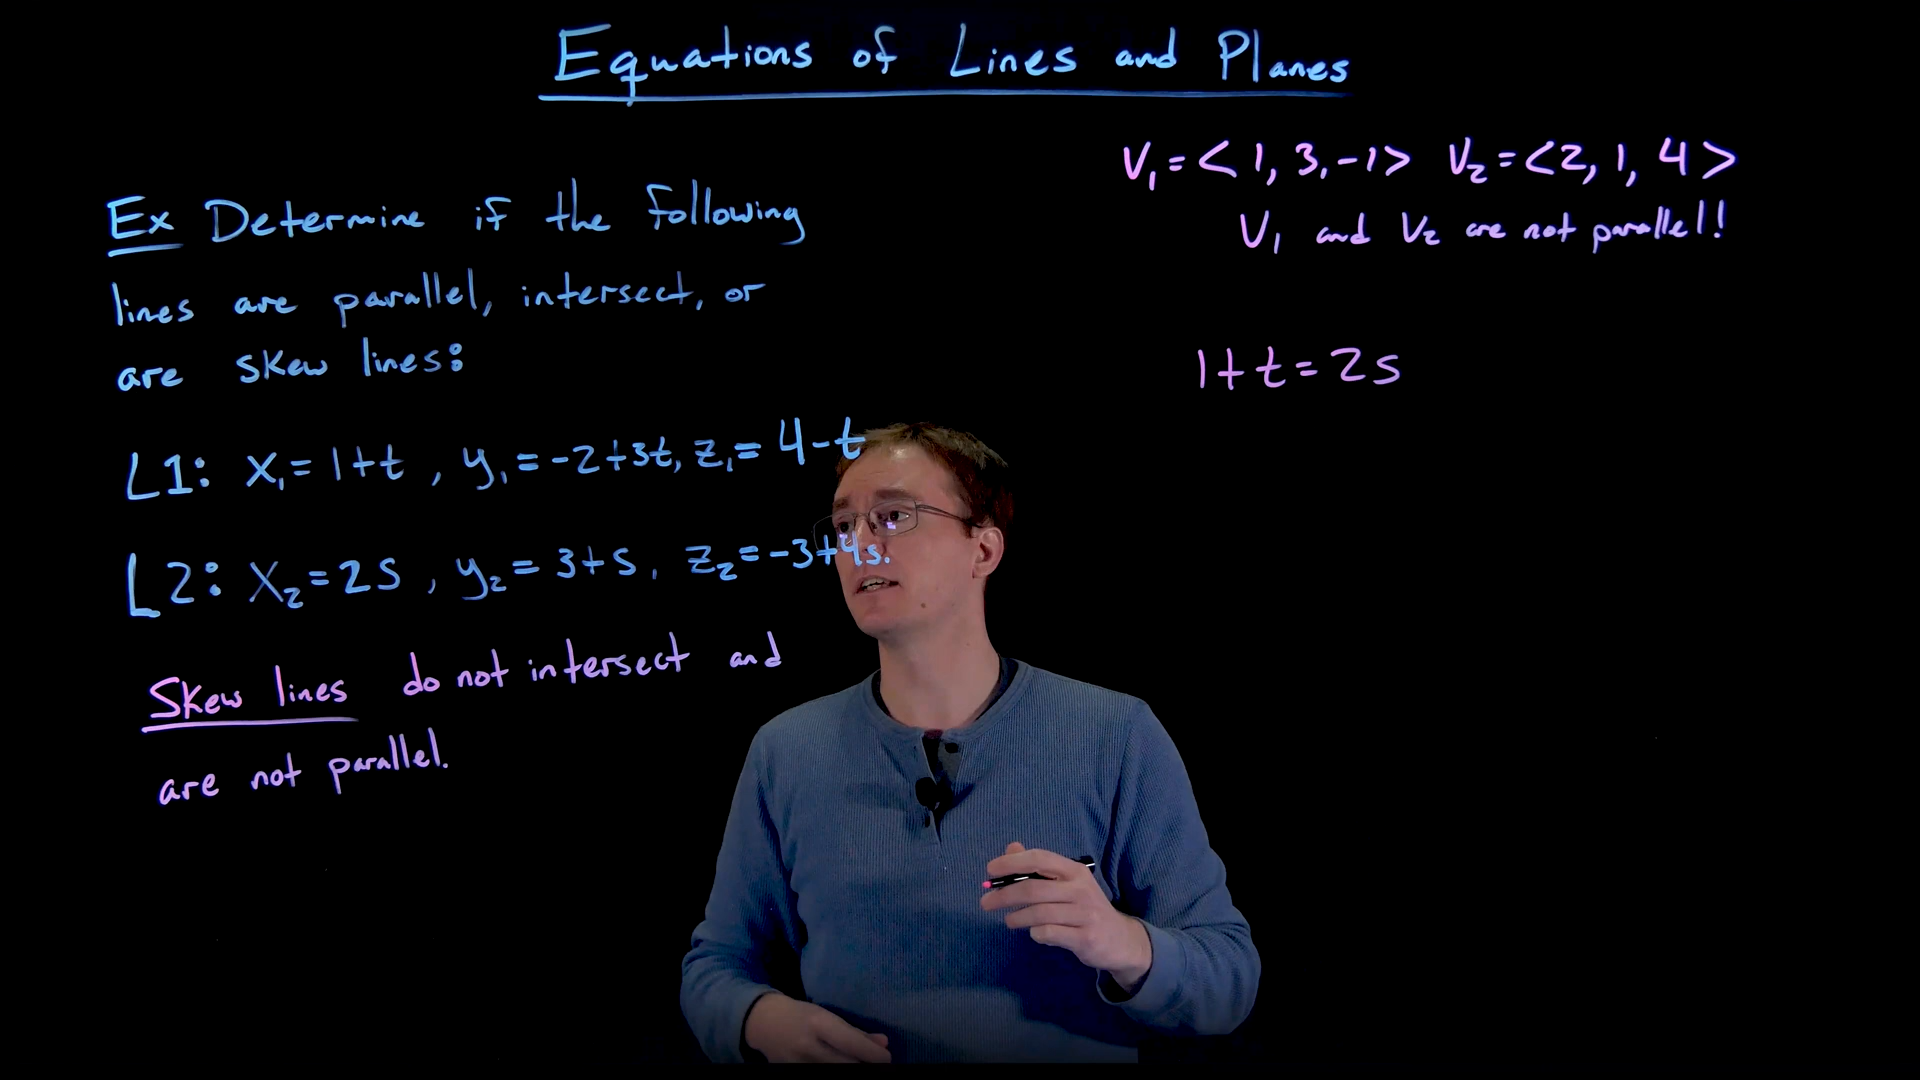 Equations of Lines and Planes
Ex Determine if the following
lines are parallel, intersect, or
are skew lines:
L1: x₁ = 1+t, y₁ = -2+3t, z₁ = 4-t
L2: x₂ = 2s, y₂ = 3+s, z₂ = -3+4s.
Skew lines do not intersect and
are not parallel.
V₁ = <1, 3, -1> V₂ = <2, 1, 4>
V₁ and V₂ are not parallel!
1+t=2s